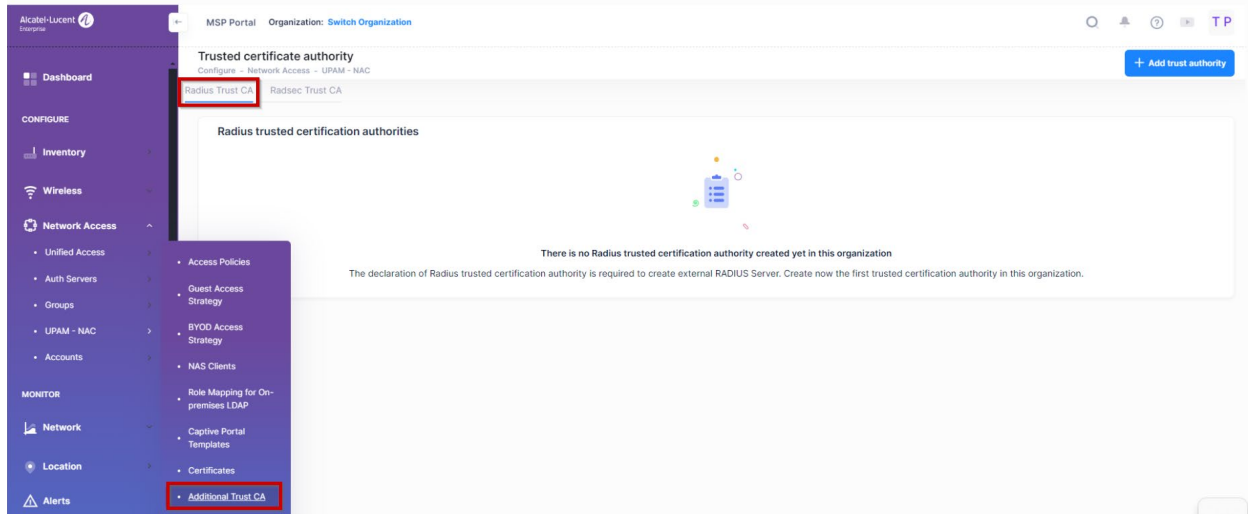 Alcatel·Lucent
Enterprise
MSP Portal Organization: Switch Organization
T P
Trusted certificate authority
Configure - Network Access - UPAM - NAC
+ Add trust authority
Radius Trust CA Radsec Trust CA
Radius trusted certification authorities
There is no Radius trusted certification authority created yet in this organization
The declaration of Radius trusted certification authority is required to create external RADIUS Server. Create now the first trusted certification authority in this organization.
Dashboard
CONFIGURE
Inventory
Wireless
Network Access
Unified Access
Auth Servers
Groups
UPAM - NAC
Accounts
MONITOR
Network
Location
Alerts
Access Policies
Guest Access
Strategy
BYOD Access
Strategy
NAS Clients
Role Mapping for On-
premises LDAP
Captive Portal
Templates
Certificates
Additional Trust CA